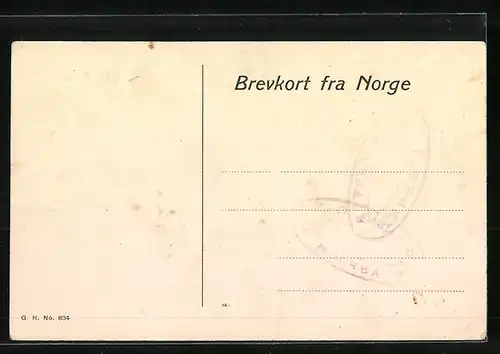 Brevkort fra Norge
G. H. No. 834